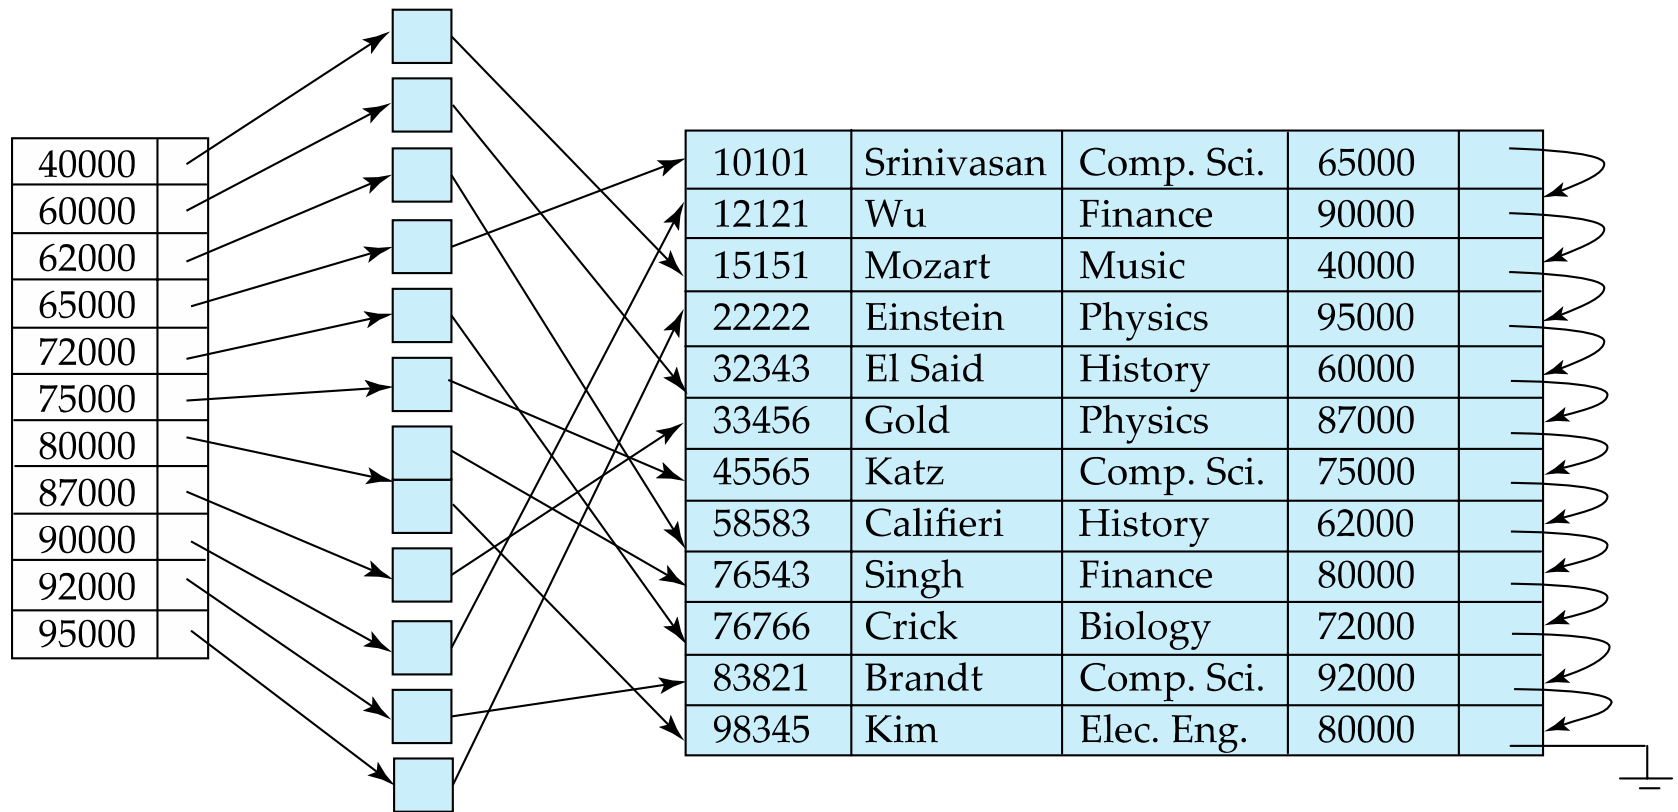 40000
60000
62000
65000
72000
75000
80000
87000
90000
92000
95000
10101 Srinivasan Comp. Sci. 65000
12121 Wu Finance 90000
15151 Mozart Music 40000
22222 Einstein Physics 95000
32343 El Said History 60000
33456 Gold Physics 87000
45565 Katz Comp. Sci. 75000
58583 Califieri History 62000
76543 Singh Finance 80000
76766 Crick Biology 72000
83821 Brandt Comp. Sci. 92000
98345 Kim Elec. Eng. 80000